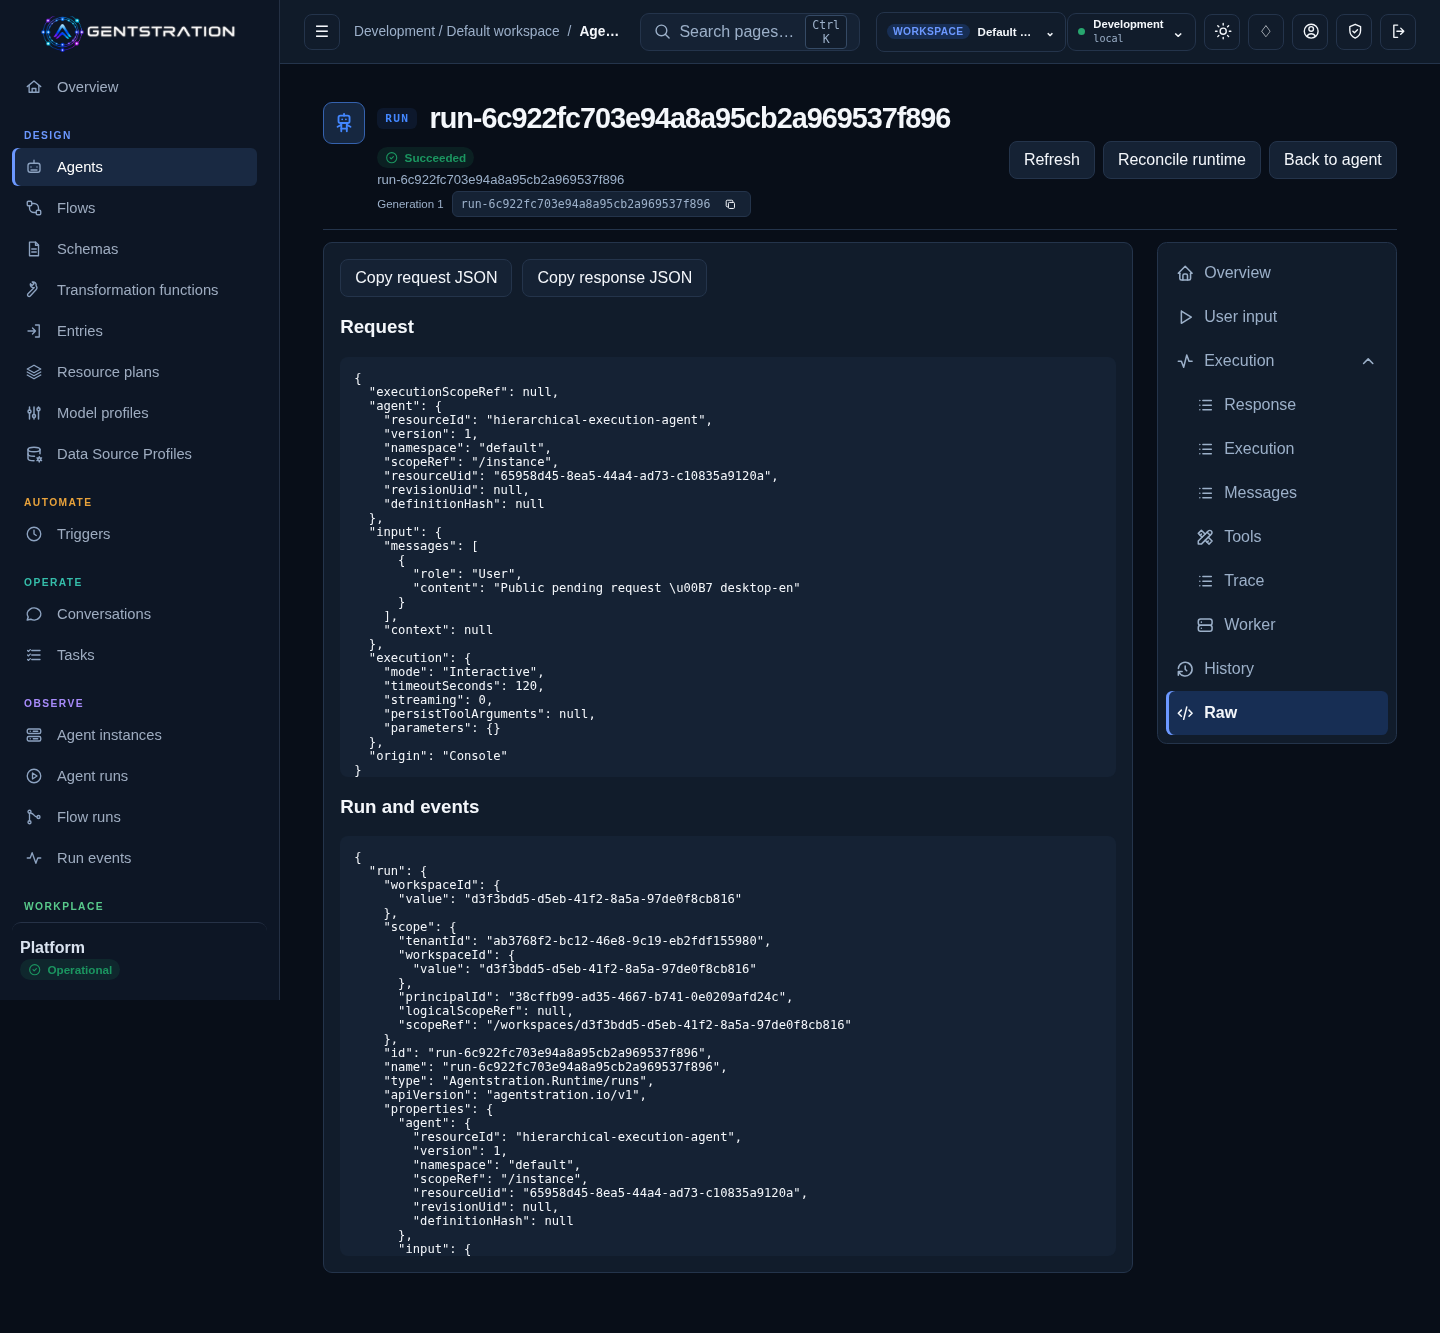 GENTSTRATION
Overview
DESIGN
Agents
Flows
Schemas
Transformation functions
Entries
Resource plans
Model profiles
Data Source Profiles
AUTOMATE
Triggers
OPERATE
Conversations
Tasks
OBSERVE
Agent instances
Agent runs
Flow runs
Run events
WORKPLACE
Platform
Operational
Development / Default workspace / Age...
Search pages...
Ctrl
K
WORKSPACE Default ...
Development
local
RUN run-6c922fc703e94a8a95cb2a969537f896
Succeeded
run-6c922fc703e94a8a95cb2a969537f896
Generation 1 run-6c922fc703e94a8a95cb2a969537f896
Refresh
Reconcile runtime
Back to agent
Copy request JSON
Copy response JSON
Request
{
"executionScopeRef": null,
"agent": {
"resourceId": "hierarchical-execution-agent",
"version": 1,
"namespace": "default",
"scopeRef": "/instance",
"resourceUid": "65958d45-8ea5-44a4-ad73-c10835a9120a",
"revisionUid": null,
"definitionHash": null
},
"input": {
"messages": [
{
"role": "User",
"content": "Public pending request \u00B7 desktop-en"
}
],
"context": null
},
"execution": {
"mode": "Interactive",
"timeoutSeconds": 120,
"streaming": 0,
"persistToolArguments": null,
"parameters": {}
},
"origin": "Console"
}
Run and events
{
"run": {
"workspaceId": {
"value": "d3f3bdd5-d5eb-41f2-8a5a-97de0f8cb816"
},
"scope": {
"tenantId": "ab3768f2-bc12-46e8-9c19-eb2fdf155980",
"workspaceId": {
"value": "d3f3bdd5-d5eb-41f2-8a5a-97de0f8cb816"
},
"principalId": "38cffb99-ad35-4667-b741-0e0209afd24c",
"logicalScopeRef": null,
"scopeRef": "/workspaces/d3f3bdd5-d5eb-41f2-8a5a-97de0f8cb816"
},
"id": "run-6c922fc703e94a8a95cb2a969537f896",
"name": "run-6c922fc703e94a8a95cb2a969537f896",
"type": "Agentstration.Runtime/runs",
"apiVersion": "agentstration.io/v1",
"properties": {
"agent": {
"resourceId": "hierarchical-execution-agent",
"version": 1,
"namespace": "default",
"scopeRef": "/instance",
"resourceUid": "65958d45-8ea5-44a4-ad73-c10835a9120a",
"revisionUid": null,
"definitionHash": null
},
"input": {
Overview
User input
Execution
Response
Execution
Messages
Tools
Trace
Worker
History
Raw